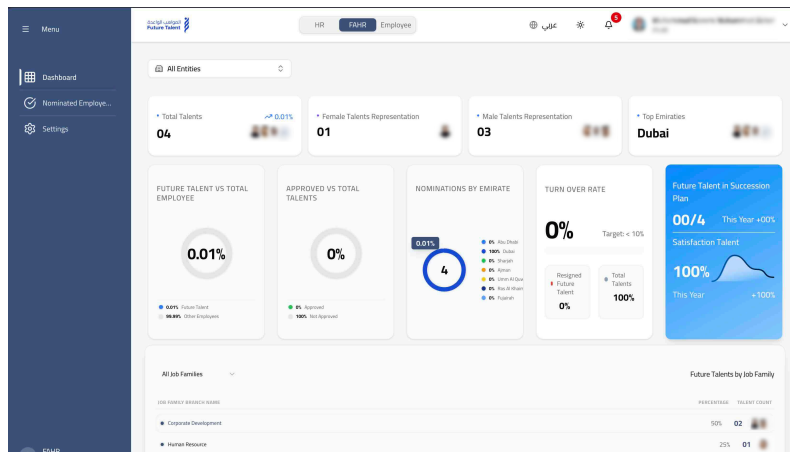 Menu
Dashboard
Nominated Employe...
Settings
FAHR
المواهب الواعدة
Future Talent
HR
FAHR
Employee
عربي
5
All Entities
Total Talents
0.01%
04
Female Talents Representation
01
Male Talents Representation
03
Top Emiraties
Dubai
FUTURE TALENT VS TOTAL
EMPLOYEE
0.01%
0.01% Future Talent
99.99% Other Employees
APPROVED VS TOTAL
TALENTS
0%
0% Approved
100% Not Approved
NOMINATIONS BY EMIRATE
0.01%
4
0% Abu Dhabi
100% Dubai
0% Sharjah
0% Ajman
0% Umm Al Quw
0% Ras Al Khaim
0% Fujairah
TURN OVER RATE
0%
Target: < 10%
Resigned
Future
Talent
0%
Total
Talents
100%
Future Talent in Succession
Plan
00/4 This Year +00%
Satisfaction Talent
100%
This Year +100%
All Job Families
Future Talents by Job Family
JOB FAMILY BRANCH NAME PERCENTAGE TALENT COUNT
Corporate Development 50% 02
Human Resource 25% 01